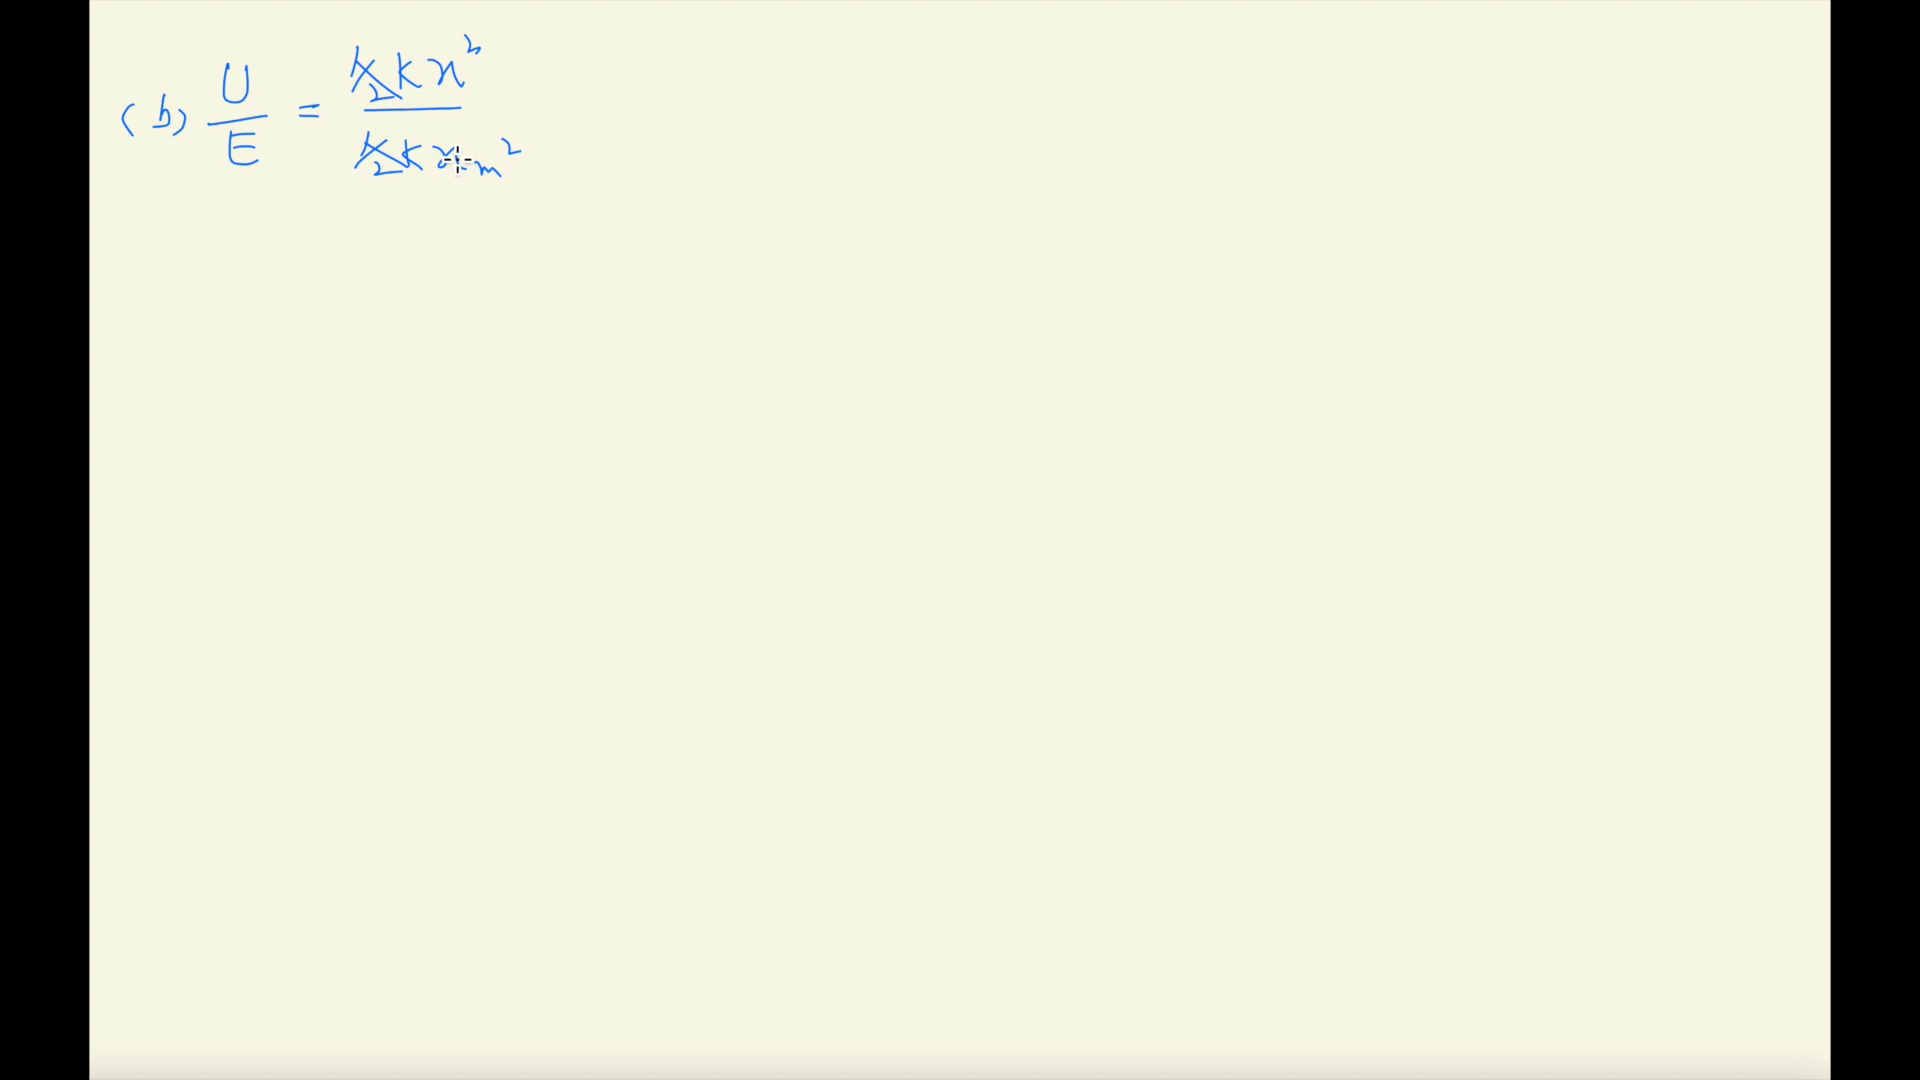 (b) U/E = ½kx² / ½kxₘ²